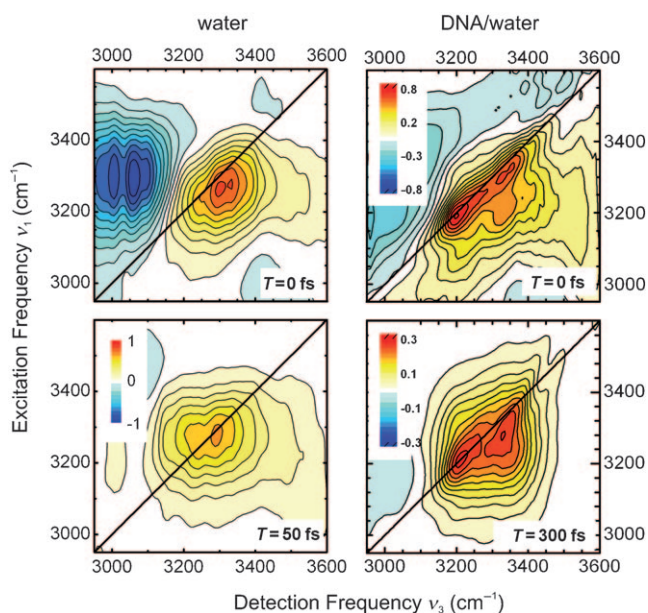 water
DNA/water
3000 3200 3400 3600
3000 3200 3400 3600
3400
3200
3000
0.8
0.2
-0.3
-0.8
3400
3200
3000
T=0 fs
T=0 fs
Excitation Frequency ν₁ (cm⁻¹)
1
0
-1
0.3
0.1
-0.1
-0.3
3400
3200
3000
3400
3200
3000
T=50 fs
T=300 fs
3000 3200 3400
3000 3200 3400 3600
Detection Frequency ν₃ (cm⁻¹)